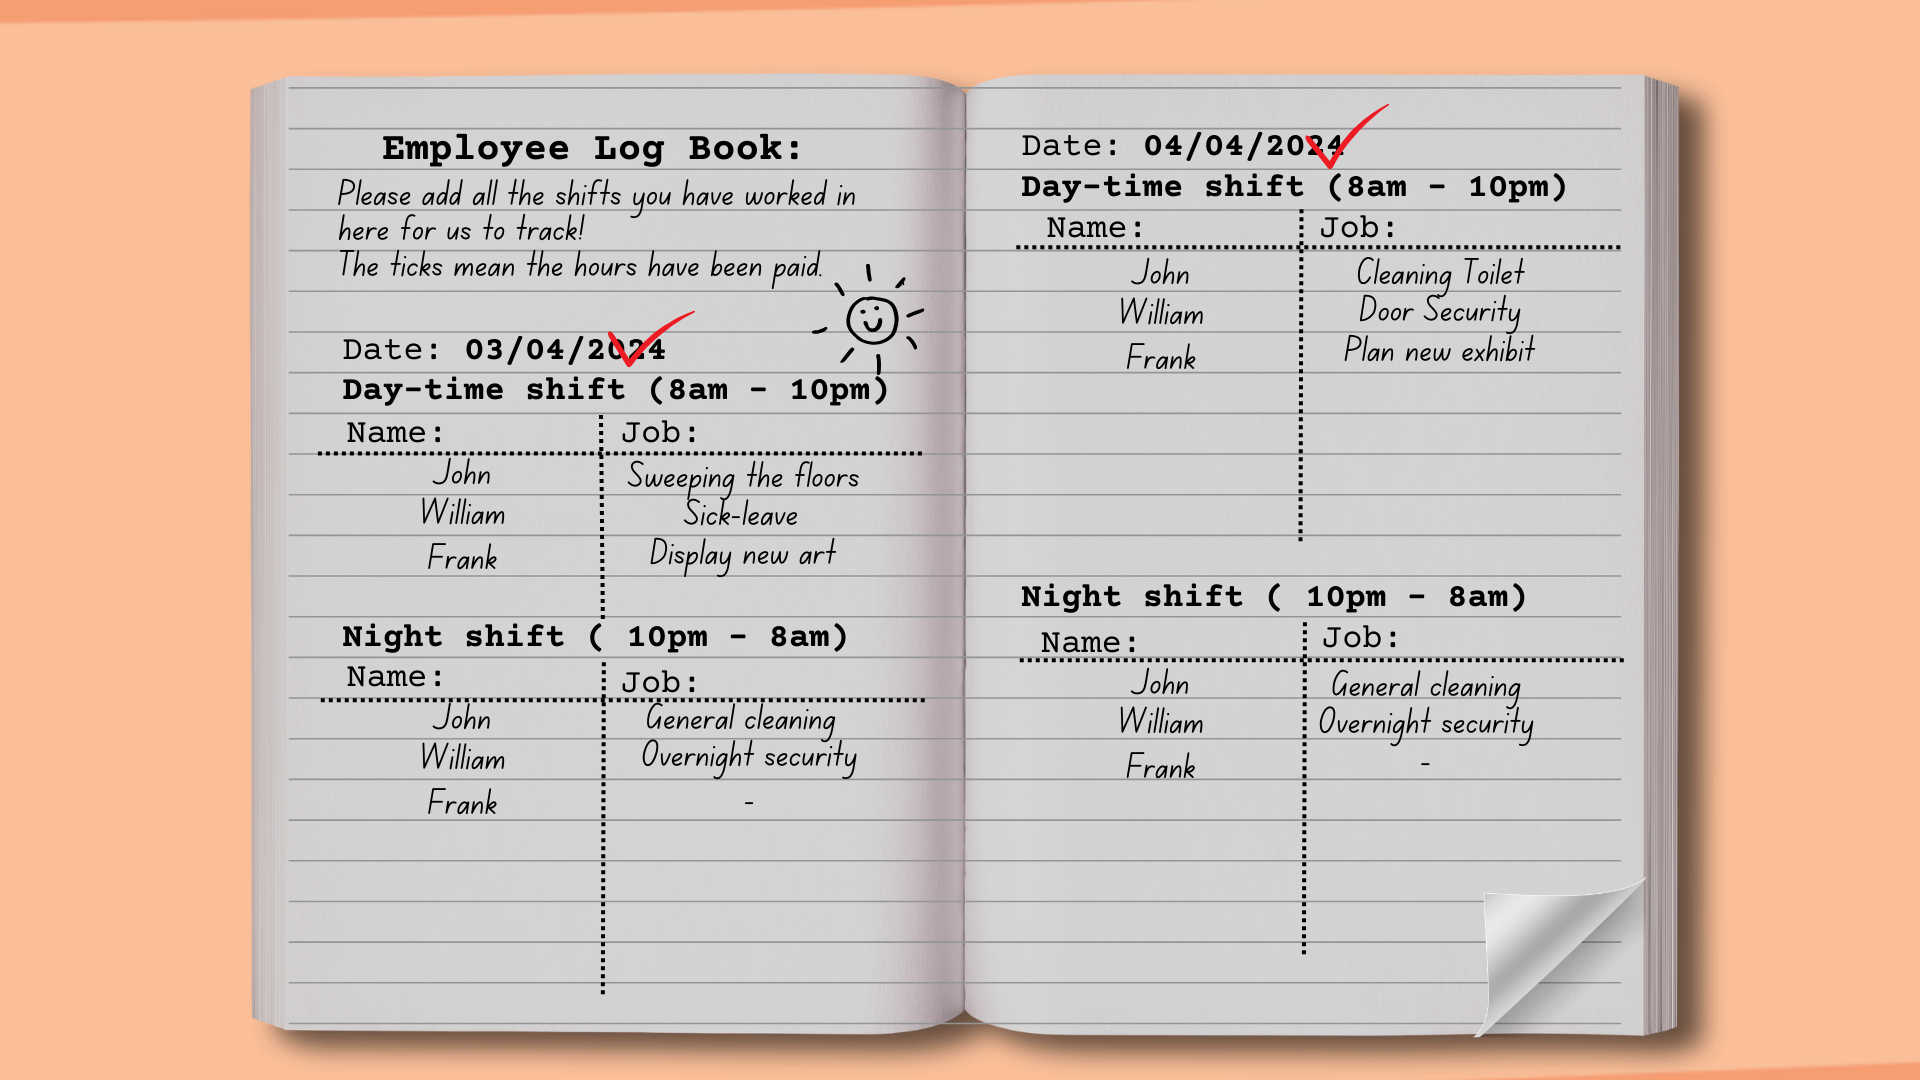 Employee Log Book:
Please add all the shifts you have worked in
here for us to track!
The ticks mean the hours have been paid.
Date: 03/04/2024
Day-time shift (8am - 10pm)
Name: Job:
John Sweeping the floors
William Sick-leave
Frank Display new art
Night shift ( 10pm - 8am)
Name: Job:
John General cleaning
William Overnight security
Frank -
Date: 04/04/2024
Day-time shift (8am - 10pm)
Name: Job:
John Cleaning Toilet
William Door Security
Frank Plan new exhibit
Night shift ( 10pm - 8am)
Name: Job:
John General cleaning
William Overnight security
Frank -